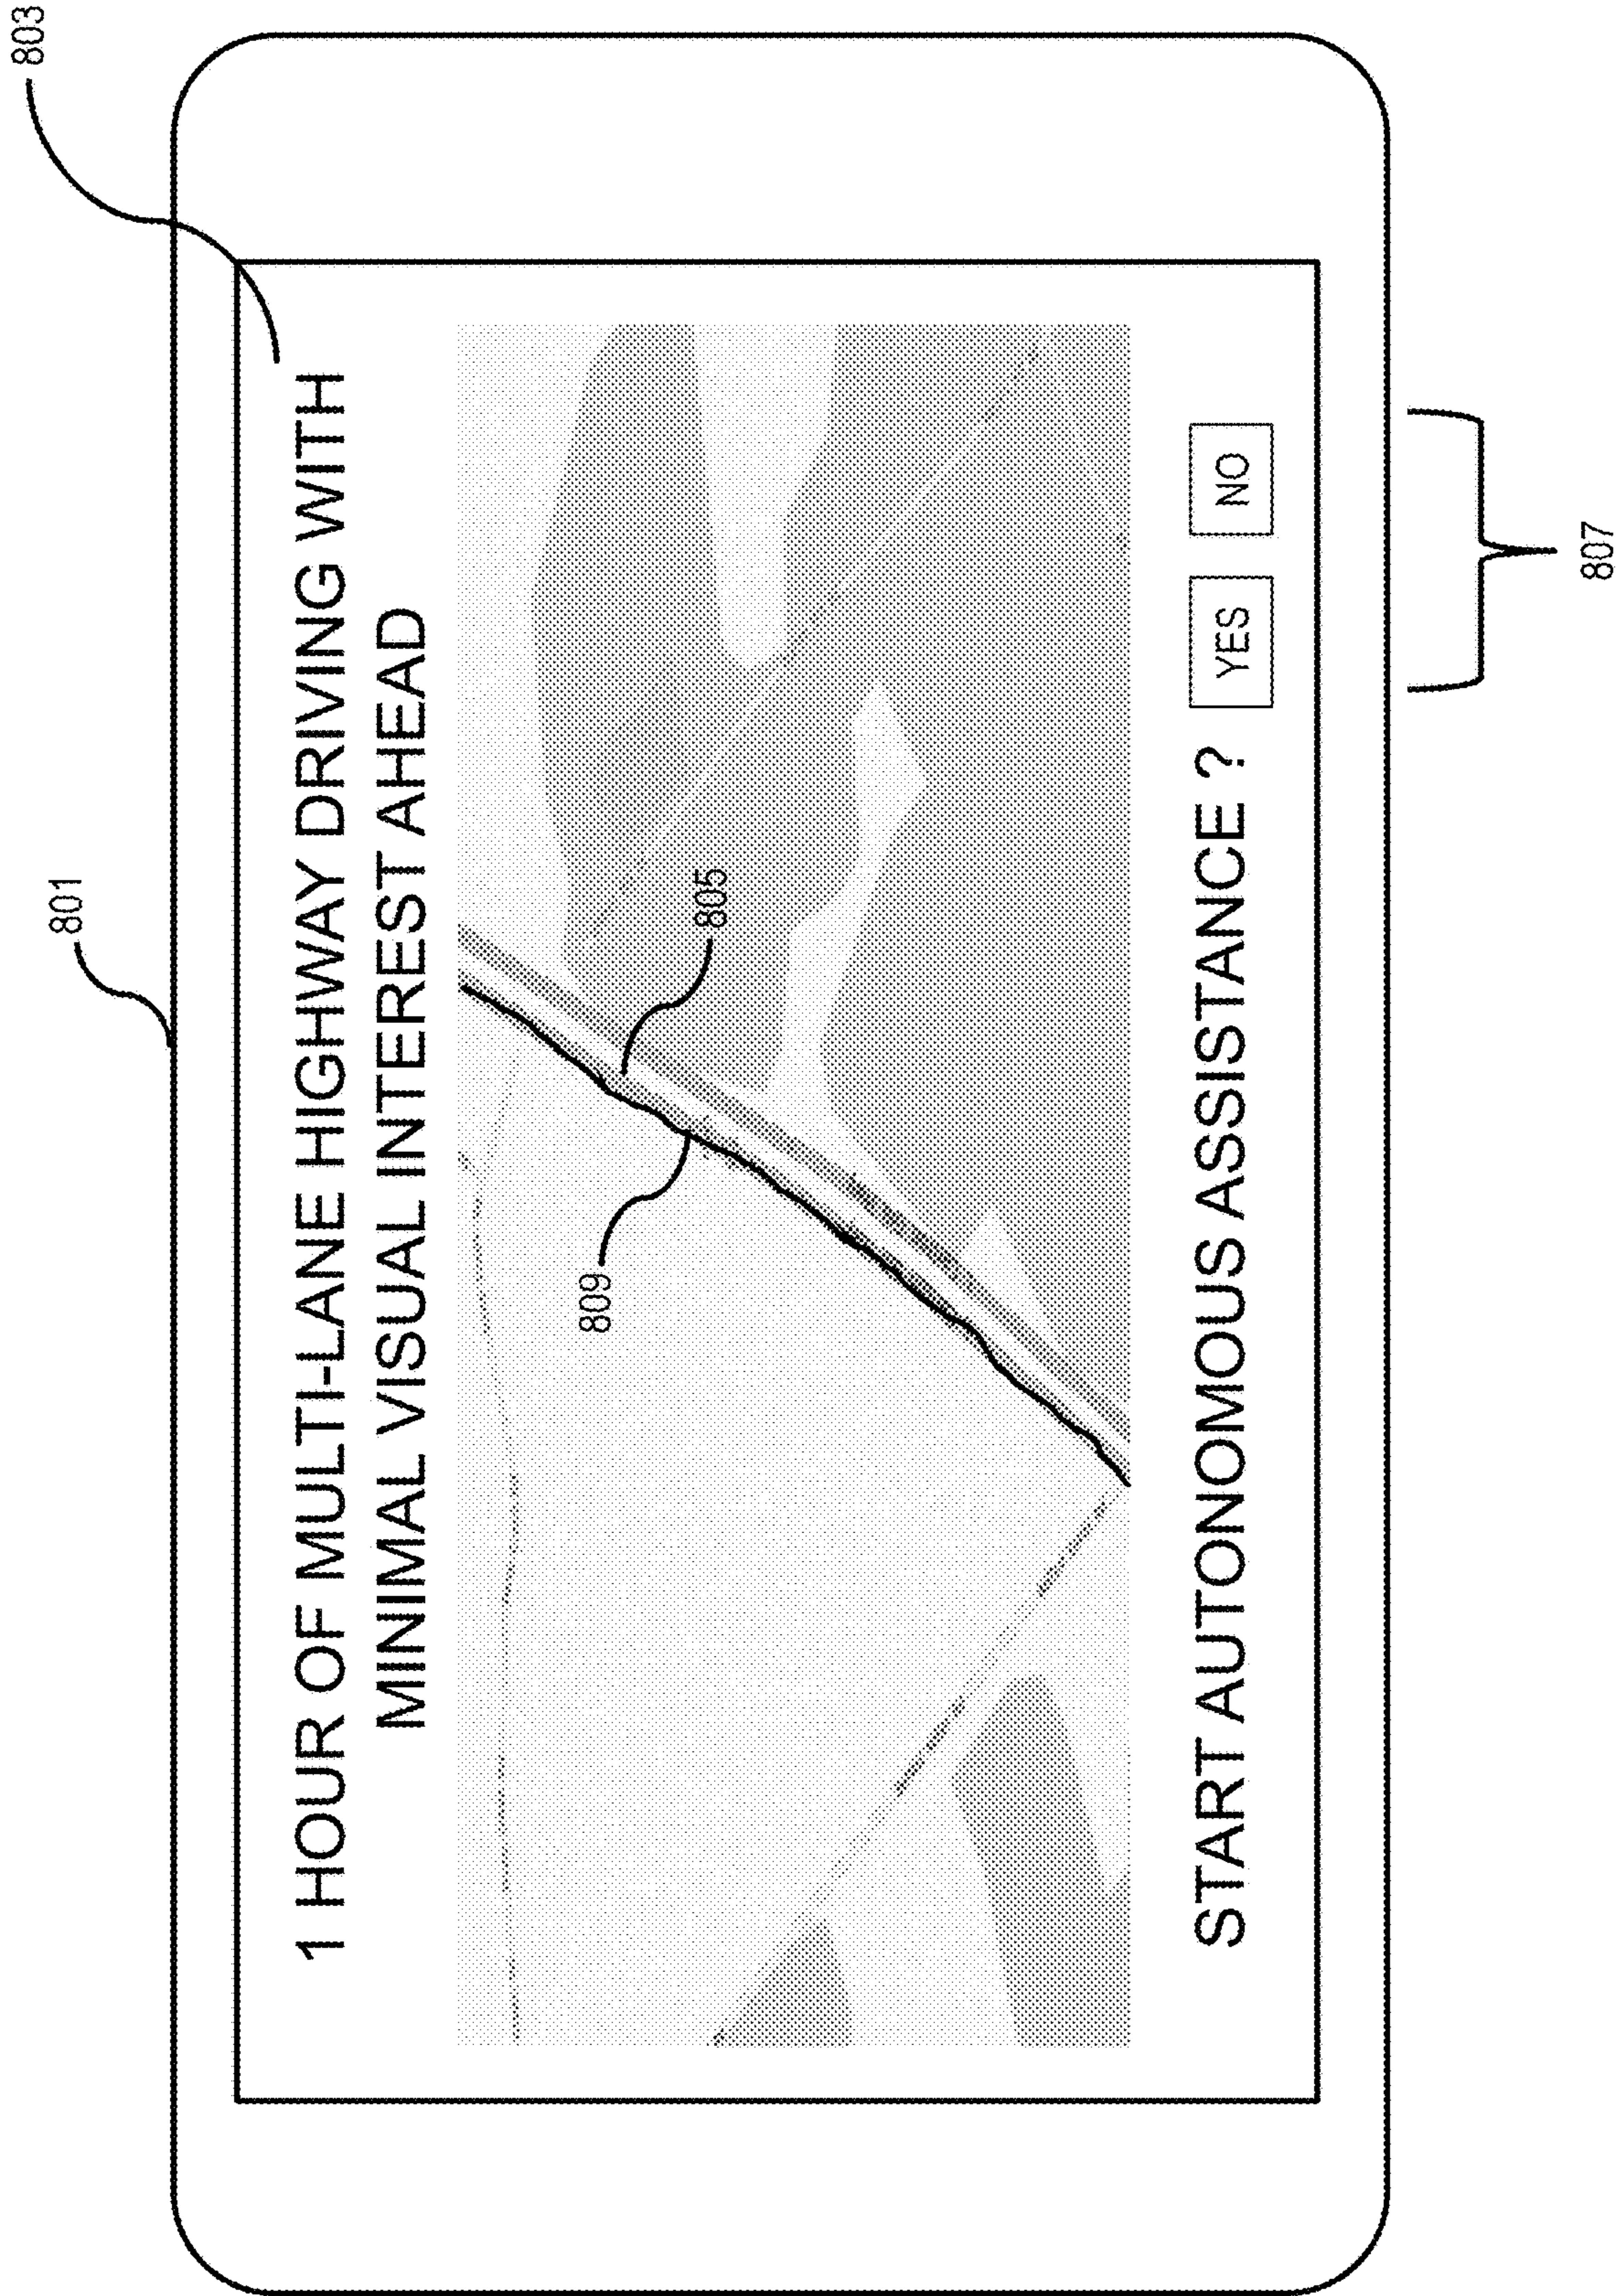 801
803
1 HOUR OF MULTI-LANE HIGHWAY DRIVING WITH
MINIMAL VISUAL INTEREST AHEAD
809
805
START AUTONOMOUS ASSISTANCE ? YES NO
807